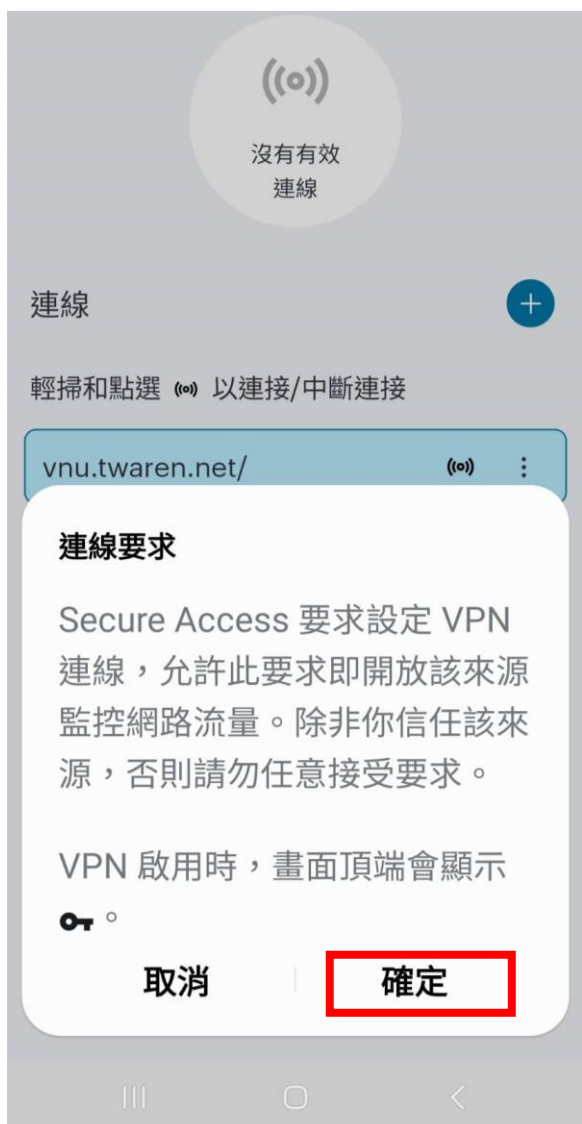 沒有有效
連線
連線
輕掃和點選 以連接/中斷連接
vnu.twaren.net/
連線要求
Secure Access 要求設定 VPN
連線，允許此要求即開放該來源
監控網路流量。除非你信任該來
源，否則請勿任意接受要求。
VPN 啟用時，畫面頂端會顯示
。
取消 確定